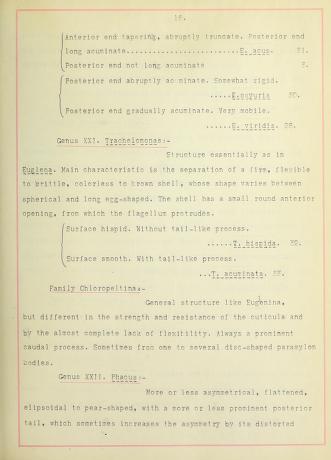 18.
Anterior end tapering, abruptly truncate. Posterior end
long acuminate...........................E. acus. 31.
Posterior end not long acuminate
Posterior end abruptly acuminate. Somewhat rigid.
.....E.oxyuris 30.
Posterior end gradually acuminate. Very mobile.
......E. viridis. 28.
Genus XXI. Trachelomonas:-
Structure essentially as in
Euglena. Main characteristic is the separation of a firm, flexible
to brittle, colorless to brown shell, whose shape varies between
spherical and long egg-shaped. The shell has a small round anterior
opening, from which the flagellum protrudes.
Surface hispid. Without tail-like process.
......T. hispida.
Surface smooth. With tail-like process.
...T. acuminata.
Family Chloropeltina:-
General structure like Euglenina,
but different in the strength and resistance of the cuticula and
by the almost complete lack of flexibility. Always a prominent
caudal process. Sometimes from one to several disc-shaped paramylon
bodies.
Genus XXII. Phacus:-
More or less asymmetrical, flattened,
elipsoidal to pear-shaped, with a more or less prominent posterior
tail, which sometimes increases the asymmetry by its distorted